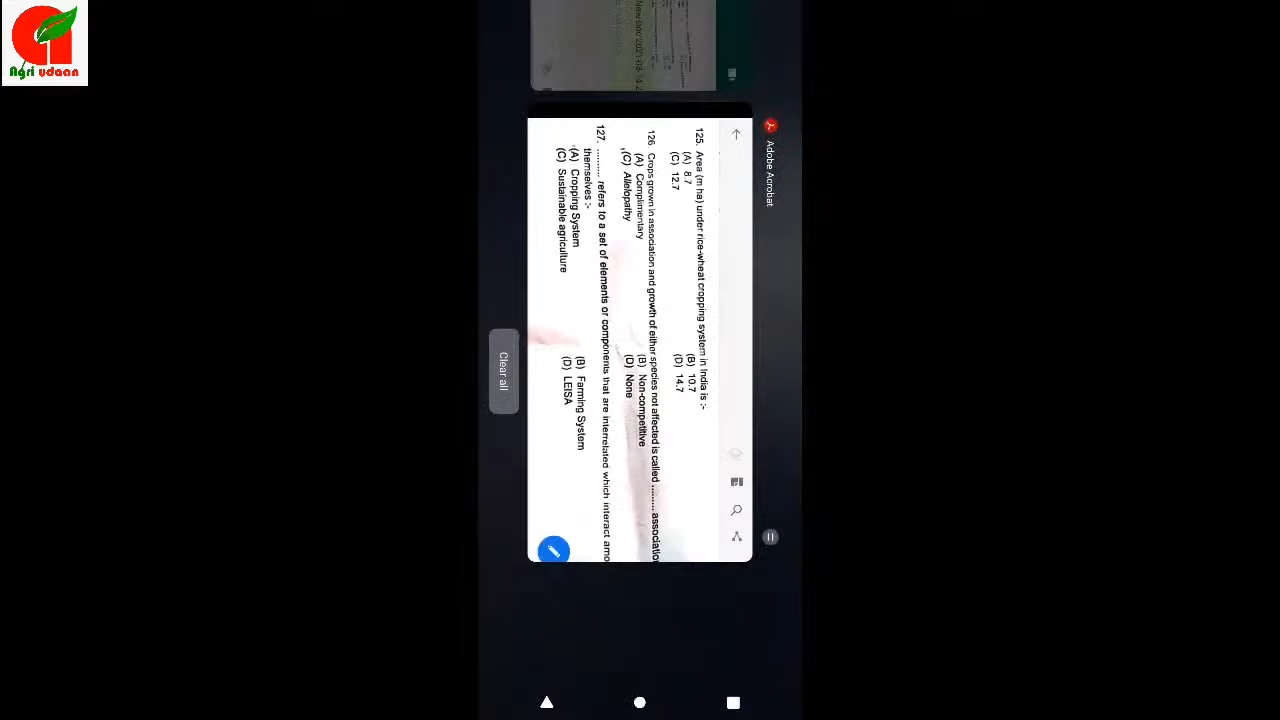 Agri udaan
Adobe Acrobat
125. Area (m ha) under rice-wheat cropping system in India is :-
(A) 8.7 (B) 10.7
(C) 12.7 (D) 14.7
126. Crops grown in association and growth of either species not affected is called .......... associatio
(A) Complimentary (B) Non-competitive
(C) Allelopathy (D) None
127. .......... refers to a set of elements or components that are interrelated which interact amo
themselves :-
(A) Cropping System (B) Farming System
(C) Sustainable agriculture (D) LEISA
Clear all